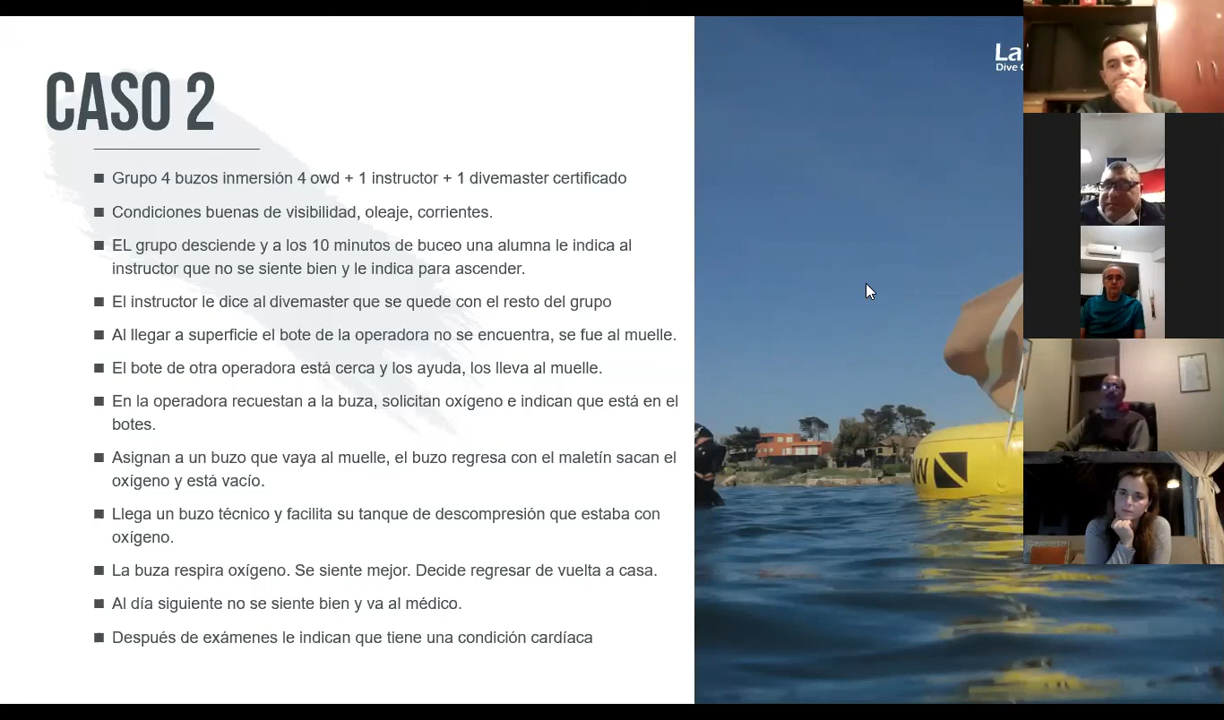 CASO 2
■ Grupo 4 buzos inmersión 4 owd + 1 instructor + 1 divemaster certificado
■ Condiciones buenas de visibilidad, oleaje, corrientes.
■ EL grupo desciende y a los 10 minutos de buceo una alumna le indica al
instructor que no se siente bien y le indica para ascender.
■ El instructor le dice al divemaster que se quede con el resto del grupo
■ Al llegar a superficie el bote de la operadora no se encuentra, se fue al muelle.
■ El bote de otra operadora está cerca y los ayuda, los lleva al muelle.
■ En la operadora recuestan a la buza, solicitan oxígeno e indican que está en el
botes.
■ Asignan a un buzo que vaya al muelle, el buzo regresa con el maletín sacan el
oxígeno y está vacío.
■ Llega un buzo técnico y facilita su tanque de descompresión que estaba con
oxígeno.
■ La buza respira oxígeno. Se siente mejor. Decide regresar de vuelta a casa.
■ Al día siguiente no se siente bien y va al médico.
■ Después de exámenes le indican que tiene una condición cardíaca
La
Dive